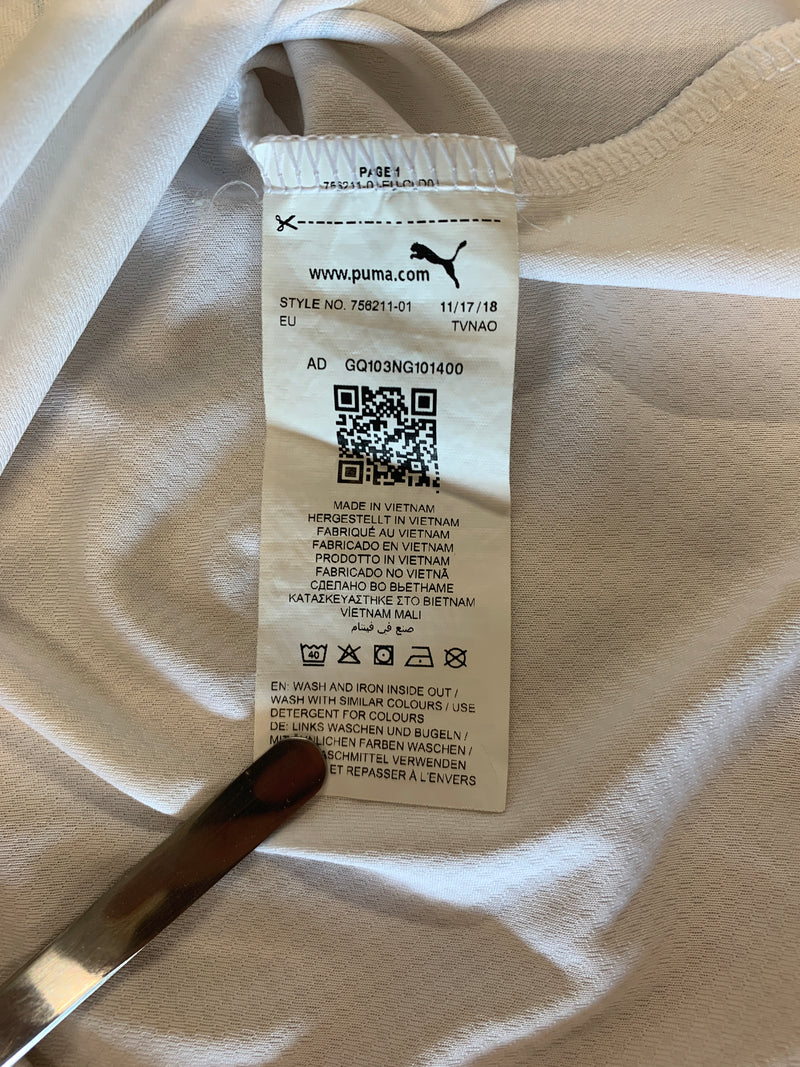 PAGE 1
www.puma.com
STYLE NO. 756211-01 11/17/18
EU TVNAO
AD GQ103NG101400
MADE IN VIETNAM
HERGESTELLT IN VIETNAM
FABRIQUÉ AU VIETNAM
FABRICADO EN VIETNAM
PRODOTTO IN VIETNAM
FABRICADO NO VIETNÃ
СДЕЛАНО ВО ВЬЕТНАМЕ
ΚΑΤΑΣΚΕΥΑΣΤΗΚΕ ΣΤΟ ΒΙΕΤΝΑΜ
VİETNAM MALI
صنع في فيتنام
40
EN: WASH AND IRON INSIDE OUT /
WASH WITH SIMILAR COLOURS / USE
DETERGENT FOR COLOURS
DE: LINKS WASCHEN UND BUGELN /
FARBEN WASCHEN /
VERWENDEN
ET REPASSER À L'ENVERS